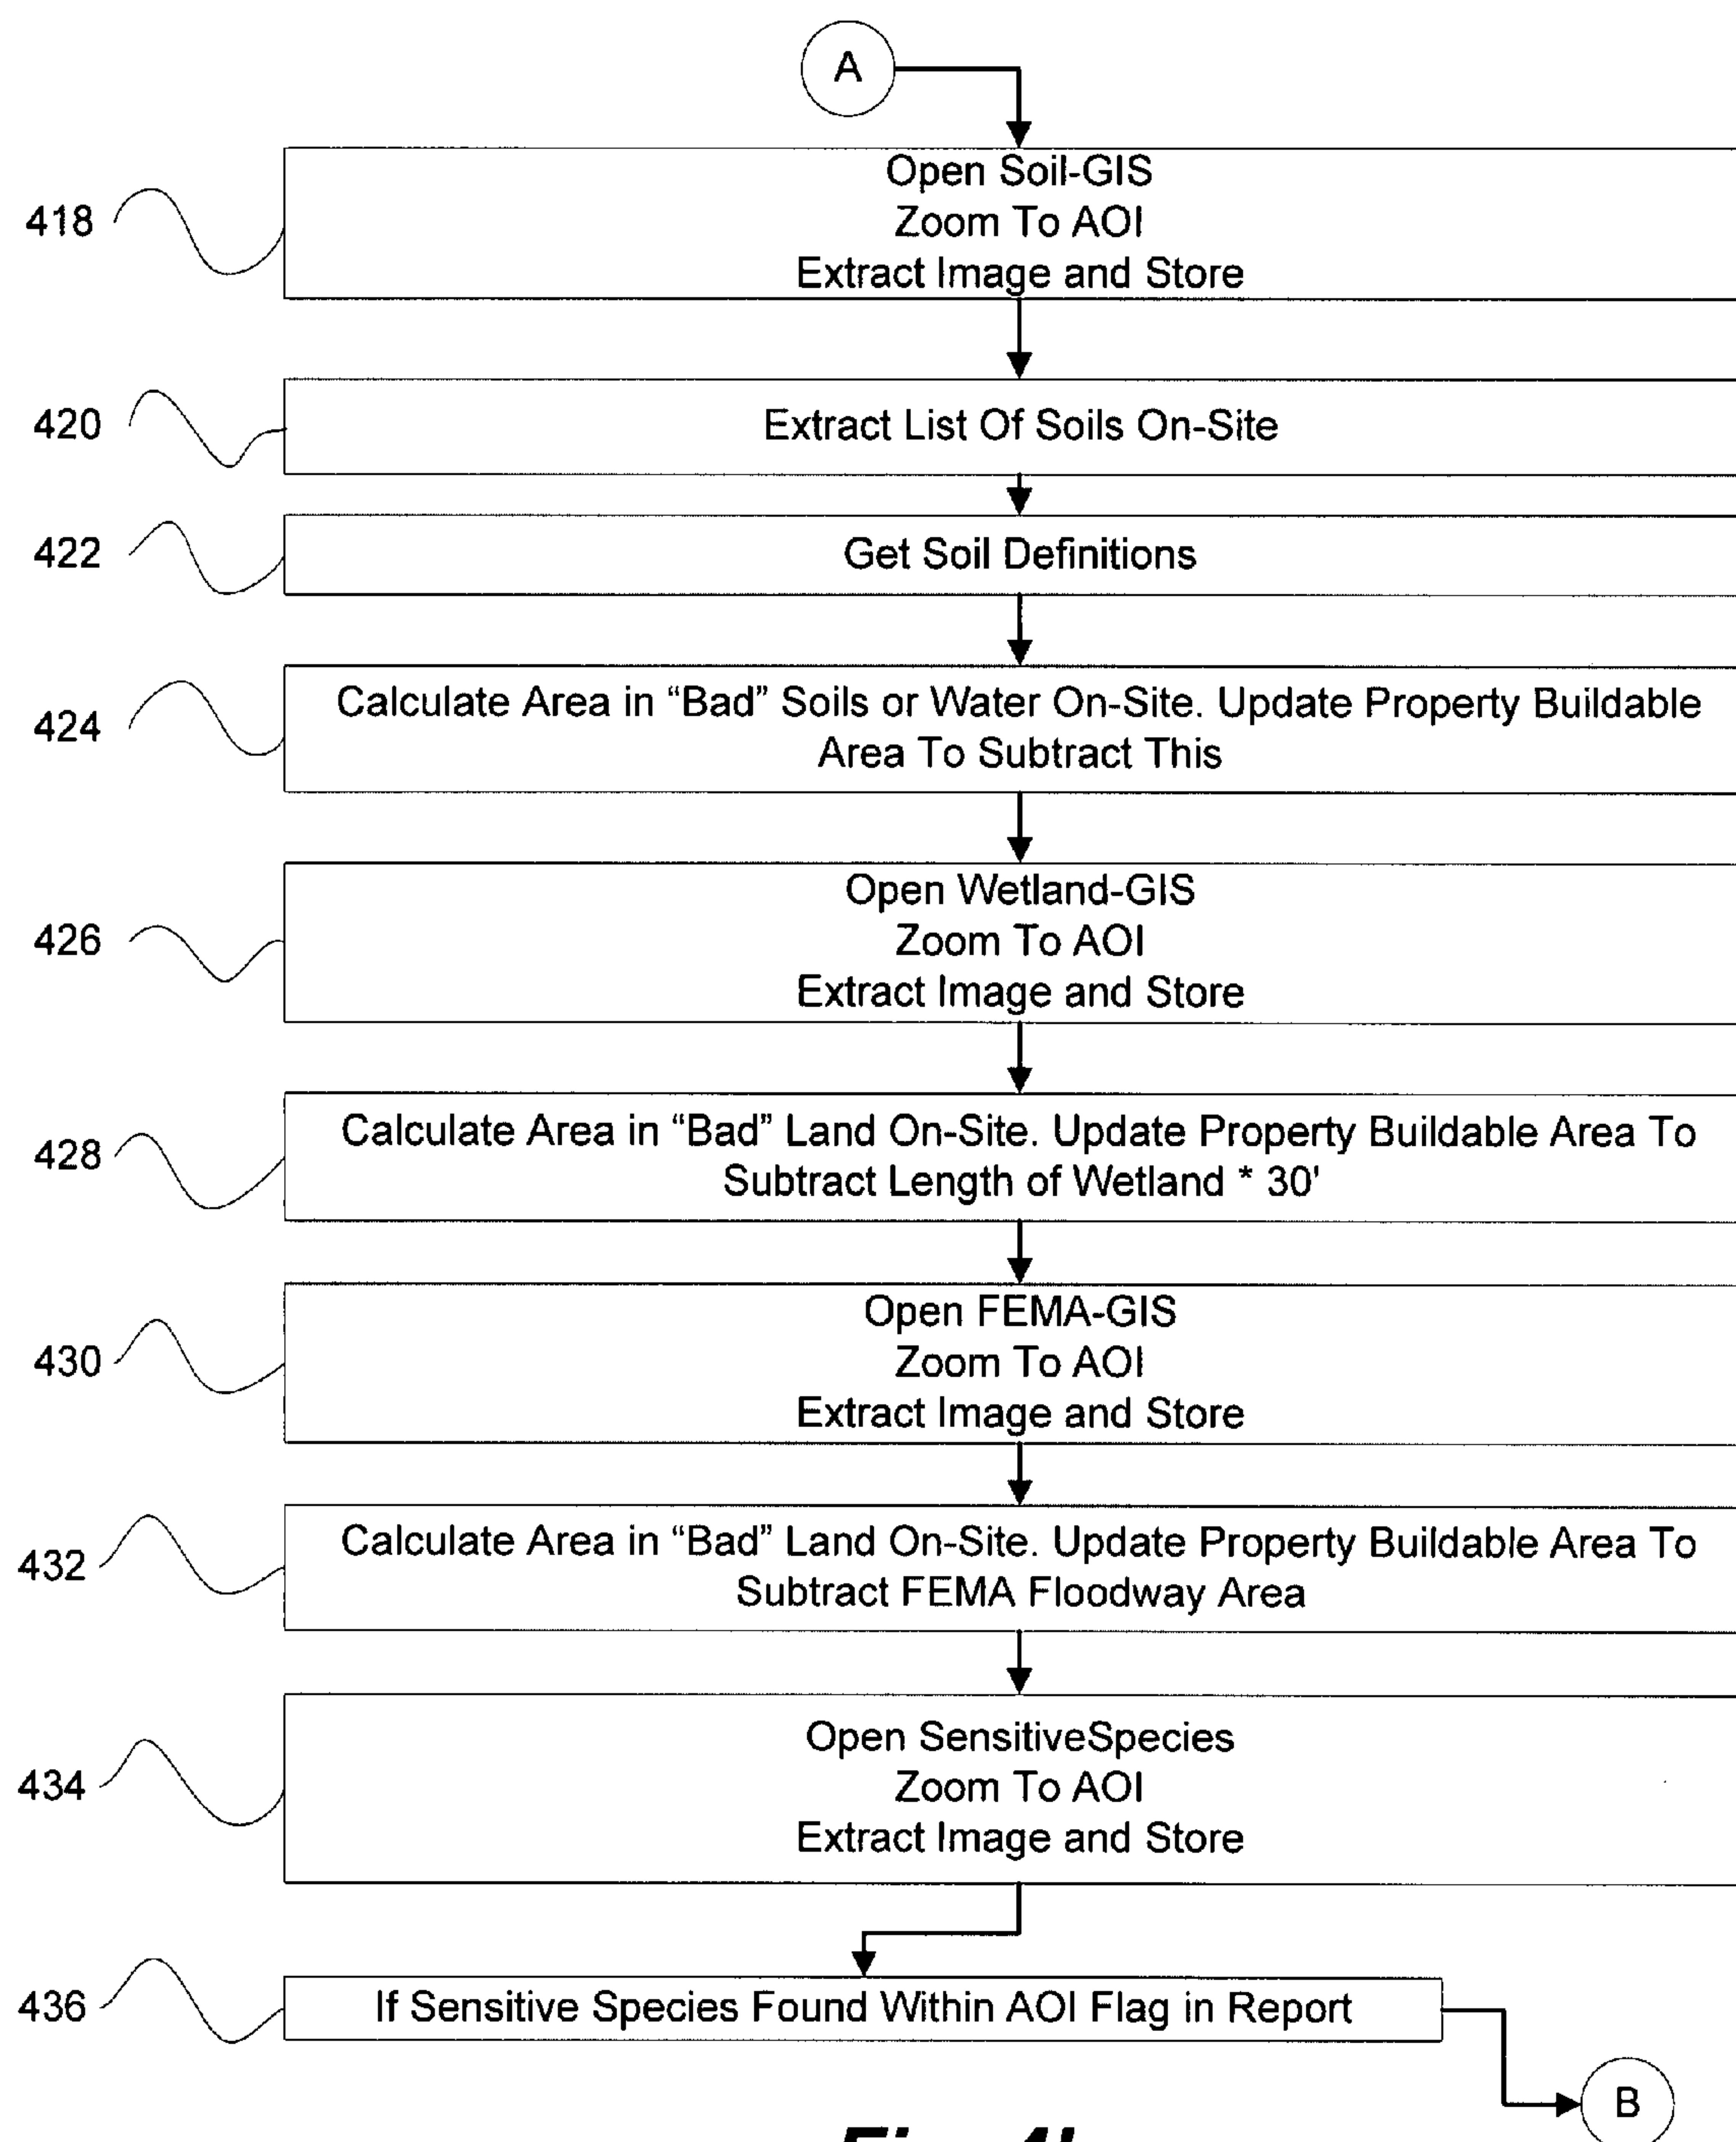 A
418
Open Soil-GIS
Zoom To AOI
Extract Image and Store
420
Extract List Of Soils On-Site
422
Get Soil Definitions
424
Calculate Area in “Bad” Soils or Water On-Site. Update Property Buildable
Area To Subtract This
426
Open Wetland-GIS
Zoom To AOI
Extract Image and Store
428
Calculate Area in “Bad” Land On-Site. Update Property Buildable Area To
Subtract Length of Wetland * 30'
430
Open FEMA-GIS
Zoom To AOI
Extract Image and Store
432
Calculate Area in “Bad” Land On-Site. Update Property Buildable Area To
Subtract FEMA Floodway Area
434
Open SensitiveSpecies
Zoom To AOI
Extract Image and Store
436
If Sensitive Species Found Within AOI Flag in Report
B